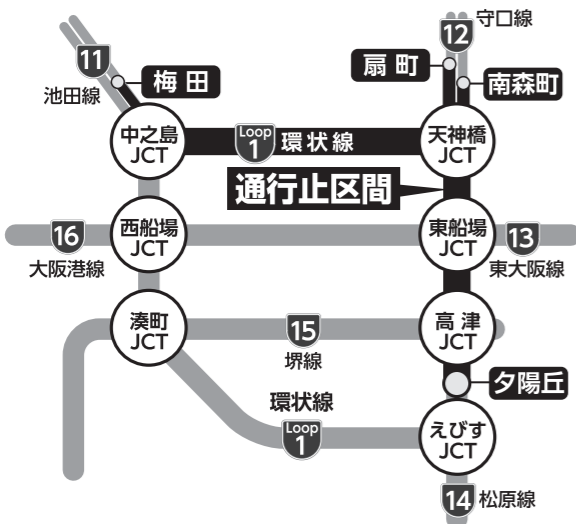 守口線
12
11
扇町
梅田
南森町
池田線
中之島
JCT
Loop
1
環状線
天神橋
JCT
通行止区間
16
西船場
JCT
東船場
JCT
13
大阪港線
東大阪線
湊町
JCT
15
高津
JCT
堺線
環状線
夕陽丘
Loop
1
えびす
JCT
14
松原線